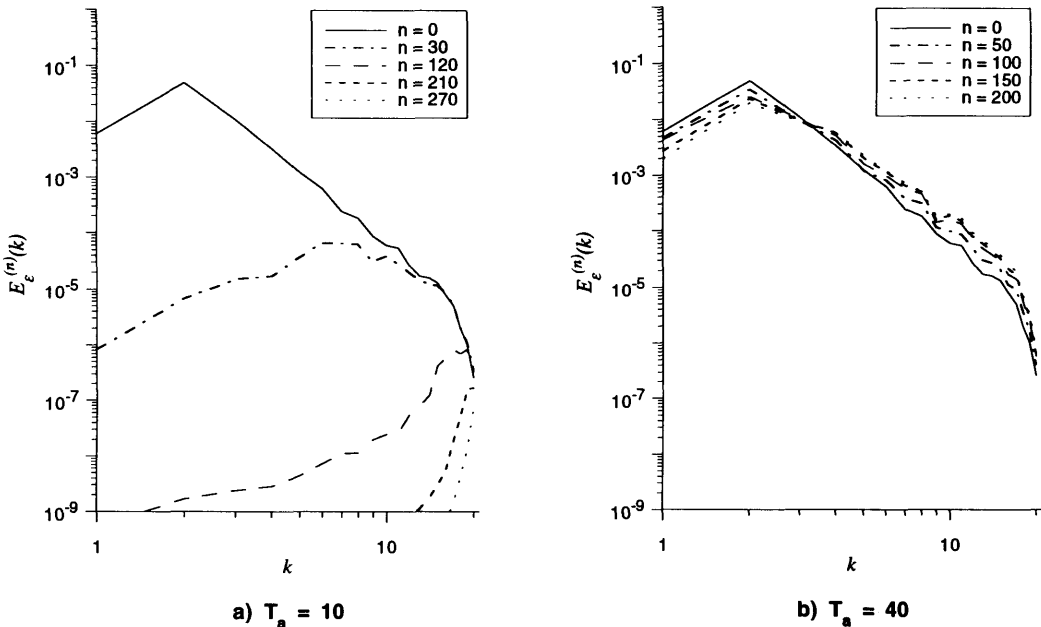 n = 0
n = 30
n = 120
n = 210
n = 270
10⁻¹
10⁻³
10⁻⁵
10⁻⁷
10⁻⁹
E_ε^(n)(k)
1
10
k
a) T_a = 10
n = 0
n = 50
n = 100
n = 150
n = 200
10⁻¹
10⁻³
10⁻⁵
10⁻⁷
10⁻⁹
E_ε^(n)(k)
1
10
k
b) T_a = 40